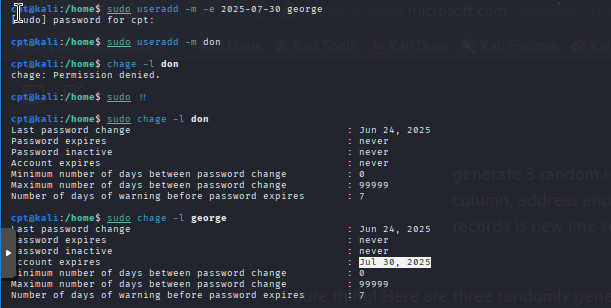 cpt@kali:/home$ sudo useradd -m -e 2025-07-30 george
[sudo] password for cpt:
cpt@kali:/home$ sudo useradd -m don
cpt@kali:/home$ chage -l don
chage: Permission denied.
cpt@kali:/home$ sudo !!
cpt@kali:/home$ sudo chage -l don
Last password change : Jun 24, 2025
Password expires : never
Password inactive : never
Account expires : never
Minimum number of days between password change : 0
Maximum number of days between password change : 99999
Number of days of warning before password expires : 7
cpt@kali:/home$ sudo chage -l george
Last password change : Jun 24, 2025
Password expires : never
assword inactive : never
ccount expires : Jul 30, 2025
inimum number of days between password change : 0
Maximum number of days between password change : 99999
Number of days of warning before password expires : 7
microsoft.com
Linux
Kali Tools
Kali Docs
Kali Forums
generate 3 random
column, address and
records is new line
thing! Here are three randomly